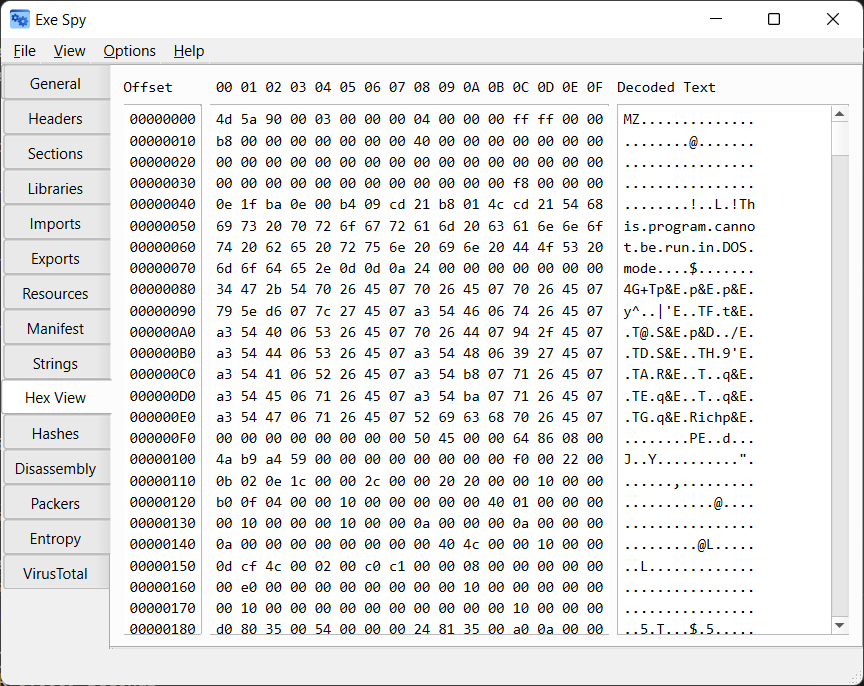 Exe Spy
File View Options Help
General
Headers
Sections
Libraries
Imports
Exports
Resources
Manifest
Strings
Hex View
Hashes
Disassembly
Packers
Entropy
VirusTotal
Offset 00 01 02 03 04 05 06 07 08 09 0A 0B 0C 0D 0E 0F Decoded Text
00000000 4d 5a 90 00 03 00 00 00 04 00 00 00 ff ff 00 00 MZ..............
00000010 b8 00 00 00 00 00 00 00 40 00 00 00 00 00 00 00 ........@.......
00000020 00 00 00 00 00 00 00 00 00 00 00 00 00 00 00 00 ................
00000030 00 00 00 00 00 00 00 00 00 00 00 00 f8 00 00 00 ................
00000040 0e 1f ba 0e 00 b4 09 cd 21 b8 01 4c cd 21 54 68 ........!..L.!Th
00000050 69 73 20 70 72 6f 67 72 61 6d 20 63 61 6e 6e 6f is.program.canno
00000060 74 20 62 65 20 72 75 6e 20 69 6e 20 44 4f 53 20 t.be.run.in.DOS.
00000070 6d 6f 64 65 2e 0d 0d 0a 24 00 00 00 00 00 00 00 mode....$.......
00000080 34 47 2b 54 70 26 45 07 70 26 45 07 70 26 45 07 4G+Tp&E.p&E.p&E.
00000090 79 5e d6 07 7c 27 45 07 a3 54 46 06 74 26 45 07 y^..|'E..TF.t&E.
000000A0 a3 54 40 06 53 26 45 07 70 26 44 07 94 2f 45 07 .T@.S&E.p&D../E.
000000B0 a3 54 44 06 53 26 45 07 a3 54 48 06 39 27 45 07 .TD.S&E..TH.9'E.
000000C0 a3 54 41 06 52 26 45 07 a3 54 b8 07 71 26 45 07 .TA.R&E..T..q&E.
000000D0 a3 54 45 06 71 26 45 07 a3 54 ba 07 71 26 45 07 .TE.q&E..T..q&E.
000000E0 a3 54 47 06 71 26 45 07 52 69 63 68 70 26 45 07 .TG.q&E.Richp&E.
000000F0 00 00 00 00 00 00 00 00 50 45 00 00 64 86 08 00 ........PE..d...
00000100 4a b9 a4 59 00 00 00 00 00 00 00 00 f0 00 22 00 J..Y..........".
00000110 0b 02 0e 1c 00 00 2c 00 00 20 20 00 00 10 00 00 ......,.........
00000120 b0 0f 04 00 00 10 00 00 00 00 00 40 01 00 00 00 ...........@....
00000130 00 10 00 00 00 10 00 00 0a 00 00 00 0a 00 00 00 ................
00000140 0a 00 00 00 00 00 00 00 00 40 4c 00 00 10 00 00 .........@L.....
00000150 0d cf 4c 00 02 00 c0 c1 00 00 08 00 00 00 00 00 ..L.............
00000160 00 e0 00 00 00 00 00 00 00 00 10 00 00 00 00 00 ................
00000170 00 10 00 00 00 00 00 00 00 00 00 00 10 00 00 00 ................
00000180 d0 80 35 00 54 00 00 00 24 81 35 00 a0 0a 00 00 ..5.T...$.5.....